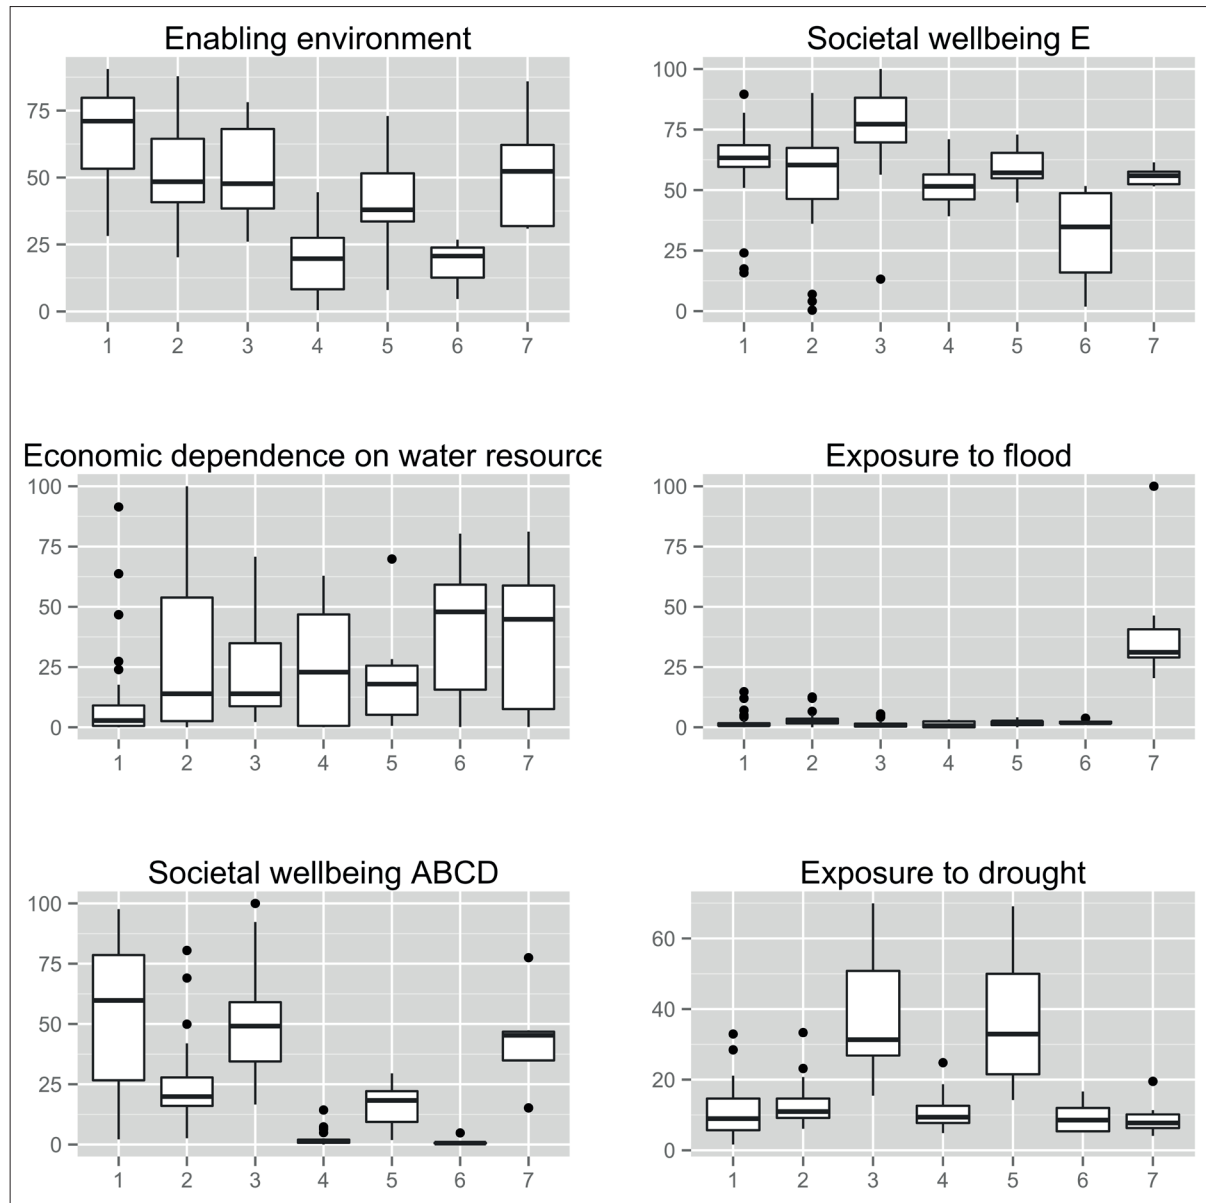 Enabling environment
75
50
25
0
1 2 3 4 5 6 7
Societal wellbeing E
100
75
50
25
0
1 2 3 4 5 6 7
Economic dependence on water resource
100
75
50
25
0
1 2 3 4 5 6 7
Exposure to flood
100
75
50
25
0
1 2 3 4 5 6 7
Societal wellbeing ABCD
100
75
50
25
0
1 2 3 4 5 6 7
Exposure to drought
60
40
20
0
1 2 3 4 5 6 7